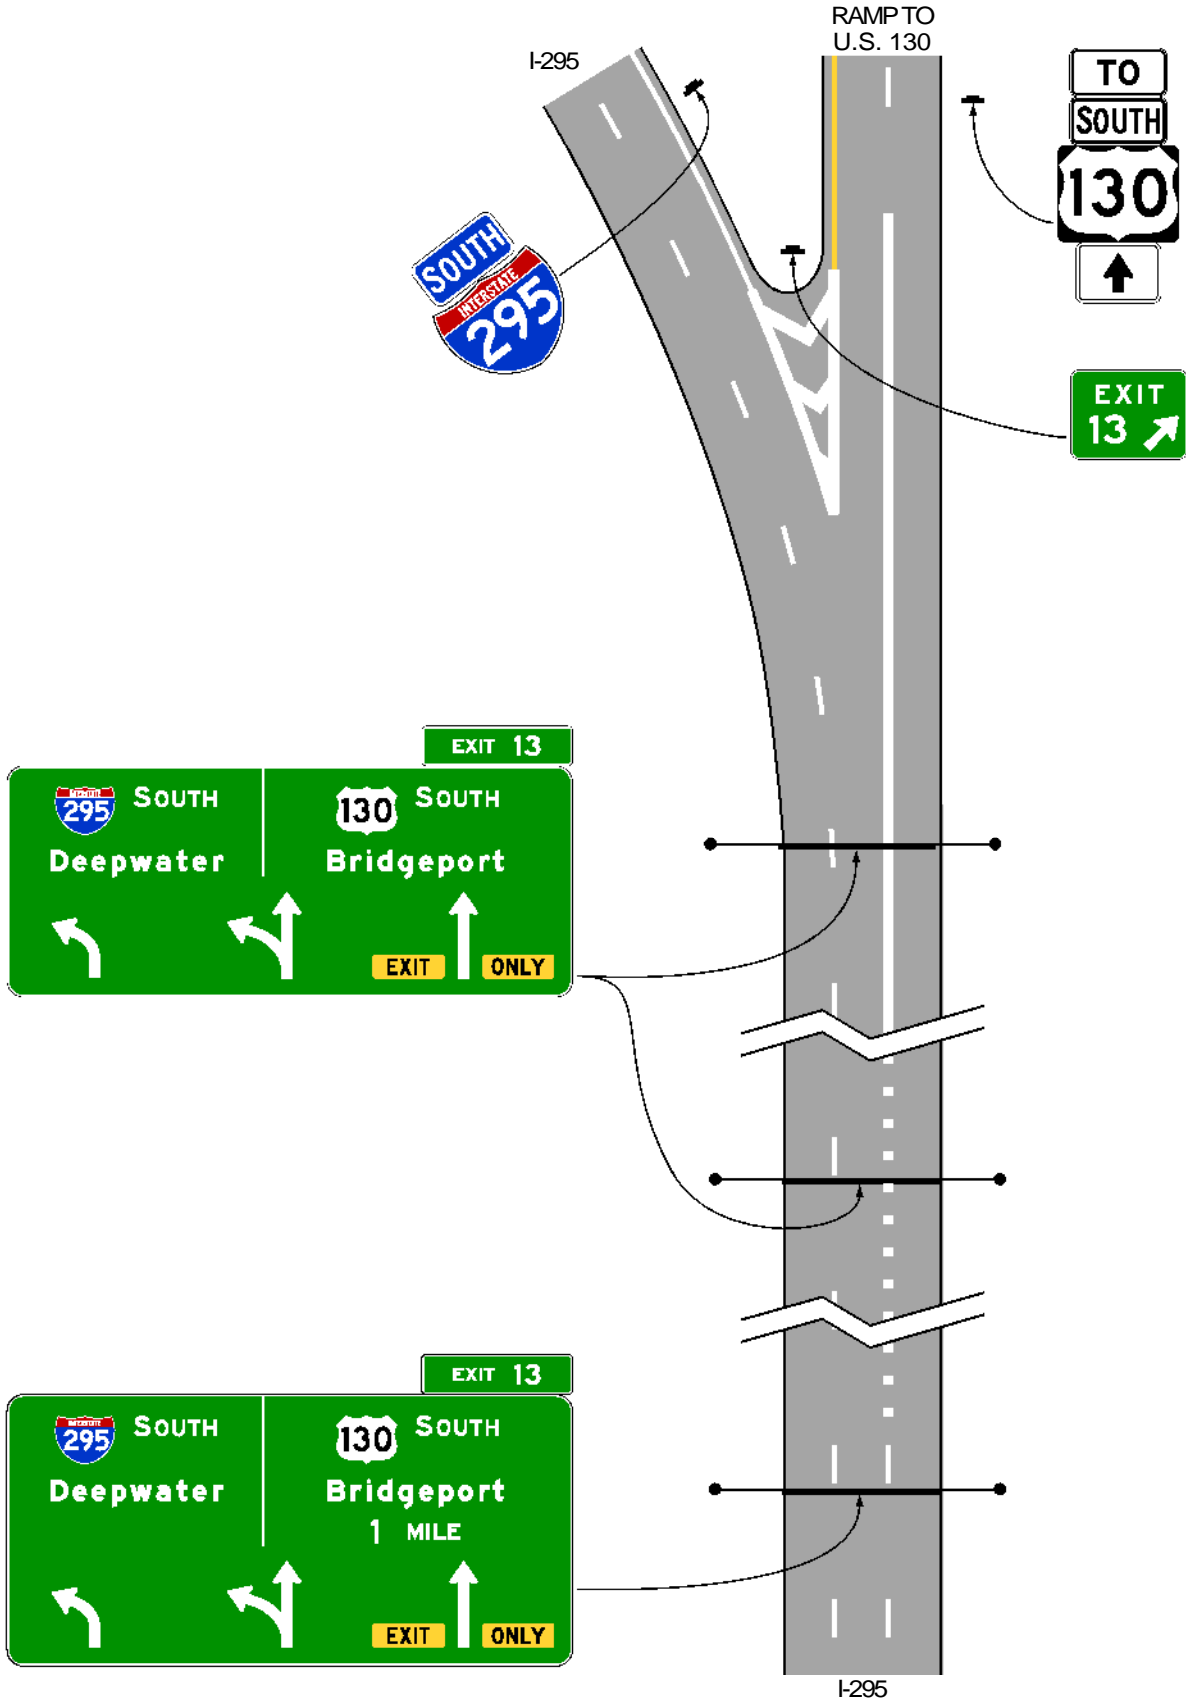 RAMP TO
U.S. 130
I-295
TO
SOUTH
130
SOUTH
INTERSTATE
295
EXIT
13
EXIT 13
295 SOUTH
130 SOUTH
Deepwater
Bridgeport
EXIT ONLY
EXIT 13
INTERSTATE
295 SOUTH
130 SOUTH
Deepwater
Bridgeport
1 MILE
EXIT ONLY
I-295